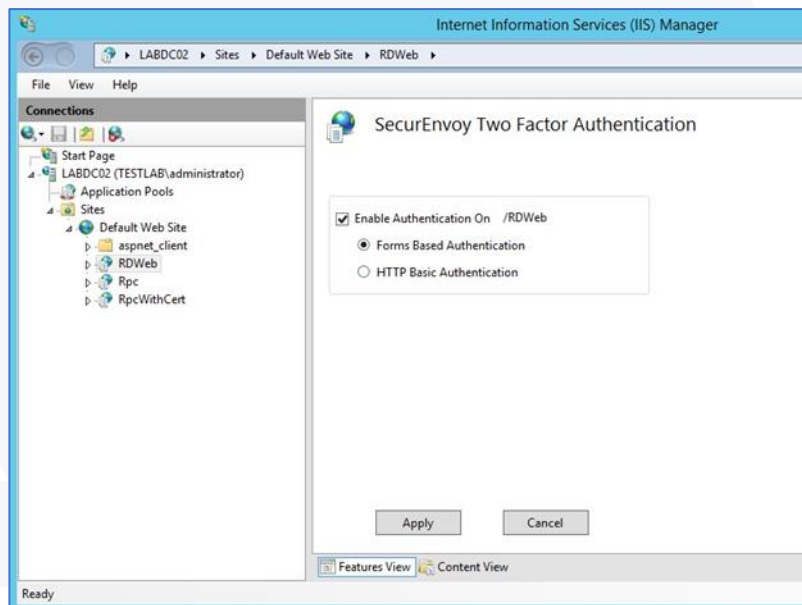 Internet Information Services (IIS) Manager
LABDC02 Sites Default Web Site RDWeb
File View Help
Connections
Start Page
LABDC02 (TESTLAB\administrator)
Application Pools
Sites
Default Web Site
aspnet_client
RDWeb
Rpc
RpcWithCert
SecurEnvoy Two Factor Authentication
Enable Authentication On /RDWeb
Forms Based Authentication
HTTP Basic Authentication
Apply Cancel
Features View Content View
Ready